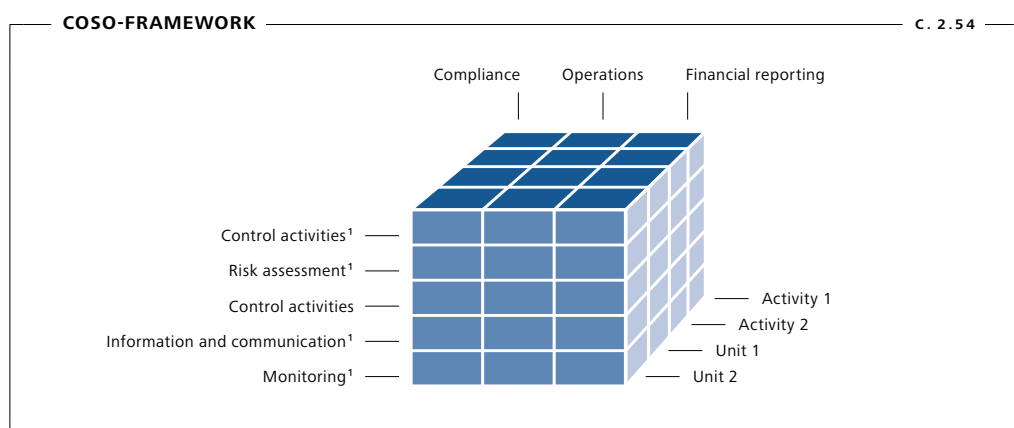 COSO-FRAMEWORK
C. 2.54
Compliance Operations Financial reporting
Control activities¹
Risk assessment¹
Control activities
Information and communication¹
Monitoring¹
Activity 1
Activity 2
Unit 1
Unit 2